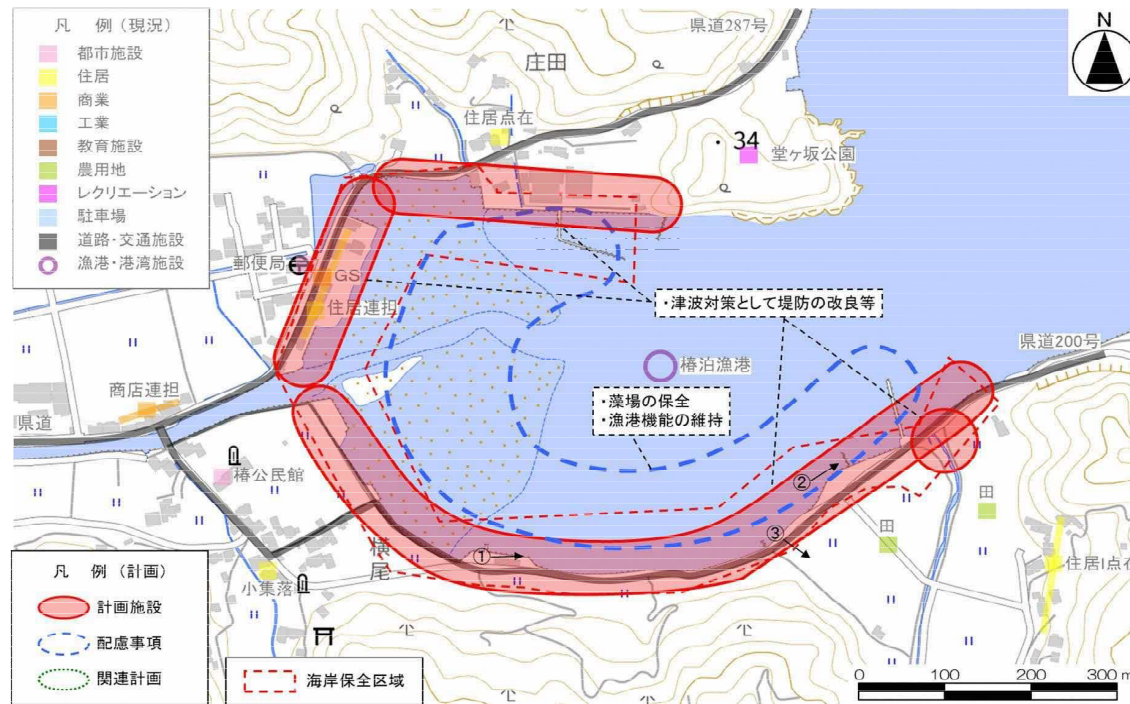 凡　例（現況）
都市施設
住居
商業
工業
教育施設
農用地
レクリエーション
駐車場
道路・交通施設
漁港・港湾施設
県道287号
N
庄田
住居点在
34
堂ヶ坂公園
郵便局
GS
住居連担
・津波対策として堤防の改良等
県道200号
椿泊漁港
商店連担
・藻場の保全
・漁港機能の維持
県道
椿公民館
②
田
③
田
横尾
①
小集落
住居点在
凡　例（計画）
計画施設
配慮事項
関連計画
海岸保全区域
0 100 200 300 m